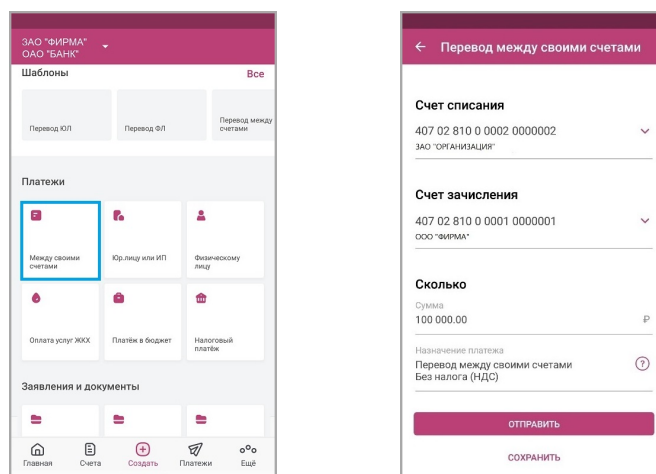 ЗАО "ФИРМА"
ОАО "БАНК"
Шаблоны Все
Перевод ЮЛ
Перевод ФЛ
Перевод между
счетами
Платежи
Между своими
счетами
Юр.лицу или ИП
Физическому
лицу
Оплата услуг ЖКХ
Платёж в бюджет
Налоговый
платёж
Заявления и документы
Главная Счета Создать Платежи Ещё
Перевод между своими счетами
Счет списания
407 02 810 0 0002 0000002
ЗАО "ОРГАНИЗАЦИЯ"
Счет зачисления
407 02 810 0 0001 0000001
ООО "ФИРМА"
Сколько
Сумма
100 000.00 ₽
Назначение платежа
Перевод между своими счетами
Без налога (НДС)
?
ОТПРАВИТЬ
СОХРАНИТЬ